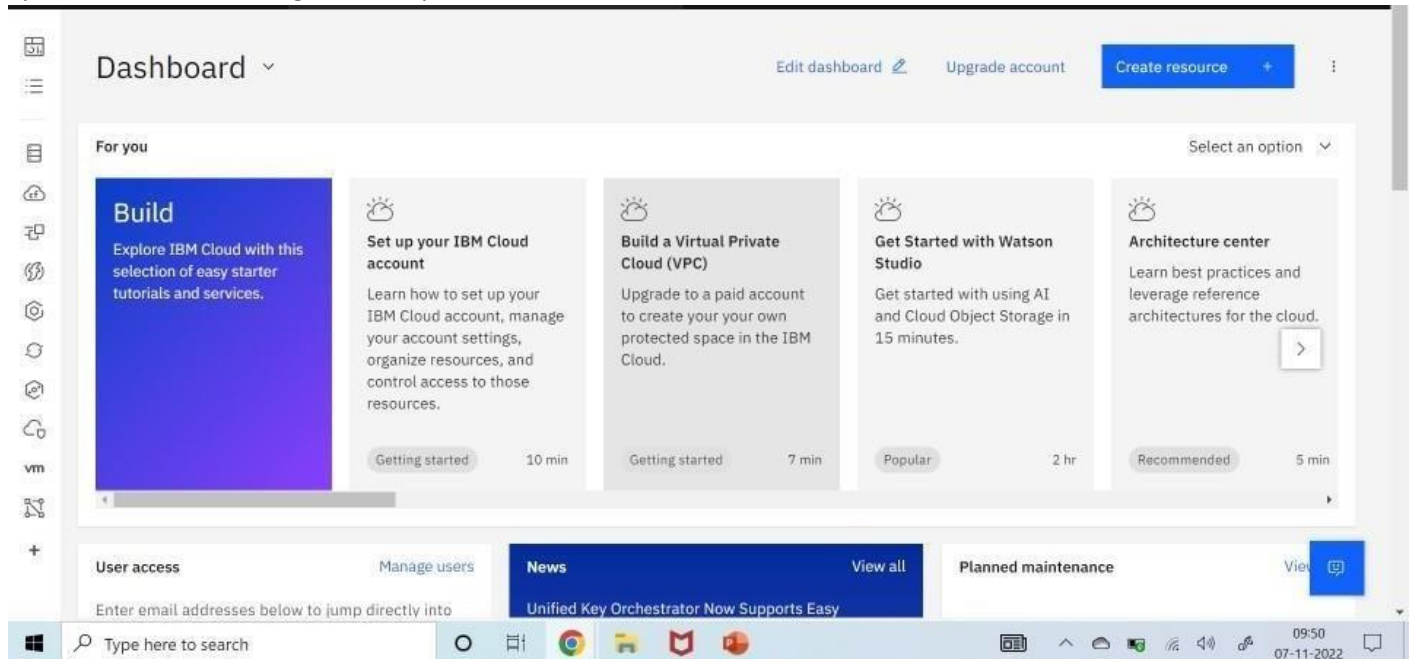 Dashboard
Edit dashboard
Upgrade account
Create resource +
For you
Select an option
Build
Explore IBM Cloud with this
selection of easy starter
tutorials and services.
Set up your IBM Cloud
account
Learn how to set up your
IBM Cloud account, manage
your account settings,
organize resources, and
control access to those
resources.
Getting started
10 min
Build a Virtual Private
Cloud (VPC)
Upgrade to a paid account
to create your your own
protected space in the IBM
Cloud.
Getting started
7 min
Get Started with Watson
Studio
Get started with using AI
and Cloud Object Storage in
15 minutes.
Popular
2 hr
Architecture center
Learn best practices and
leverage reference
architectures for the cloud.
Recommended
5 min
vm
User access
Manage users
Enter email addresses below to jump directly into
News
View all
Unified Key Orchestrator Now Supports Easy
Planned maintenance
Type here to search
09:50
07-11-2022